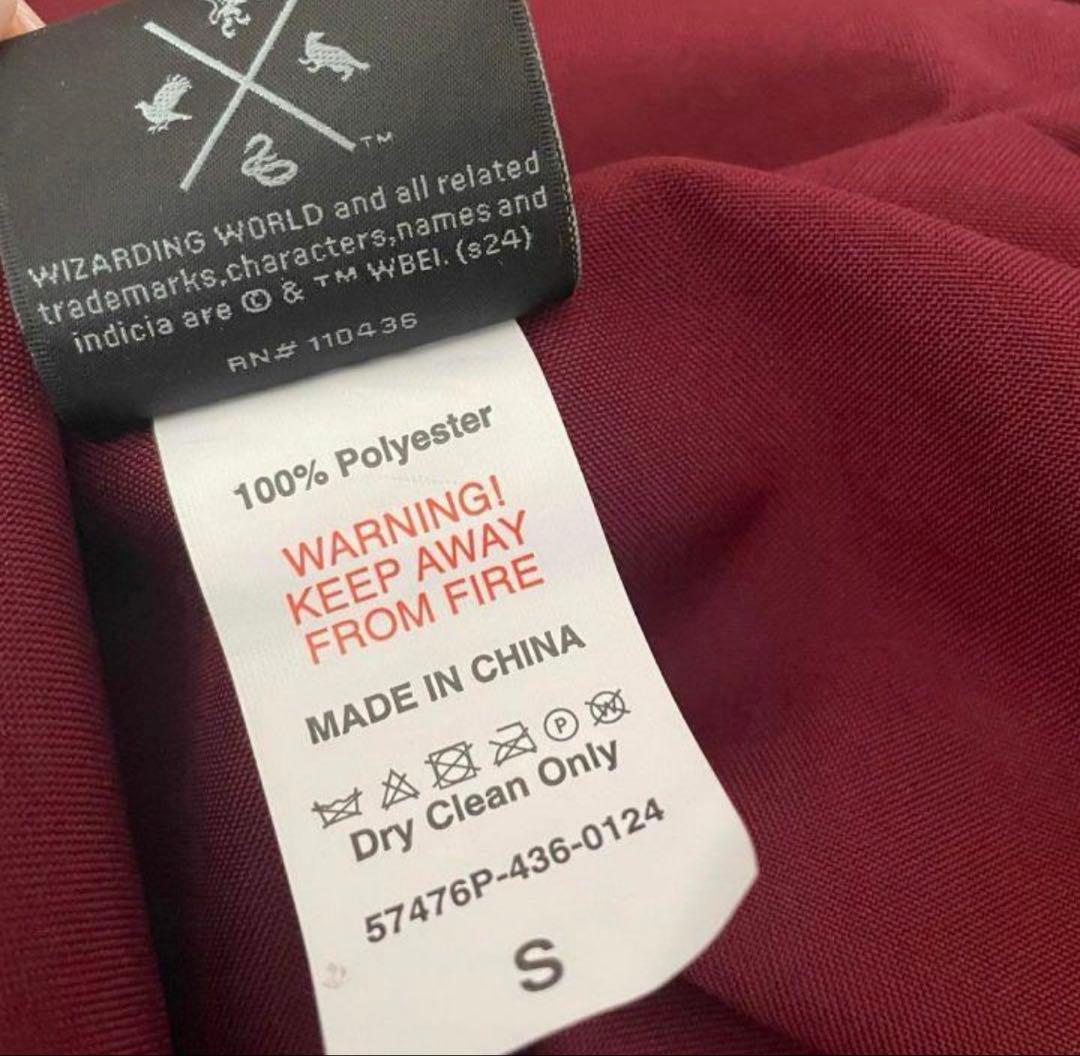 TM
WIZARDING WORLD and all related
trademarks,characters,names and
indicia are © & ™ WBEI. (s24)
RN# 110436
100% Polyester
WARNING!
KEEP AWAY
FROM FIRE
MADE IN CHINA
P W
Dry Clean Only
57476P-436-0124
S